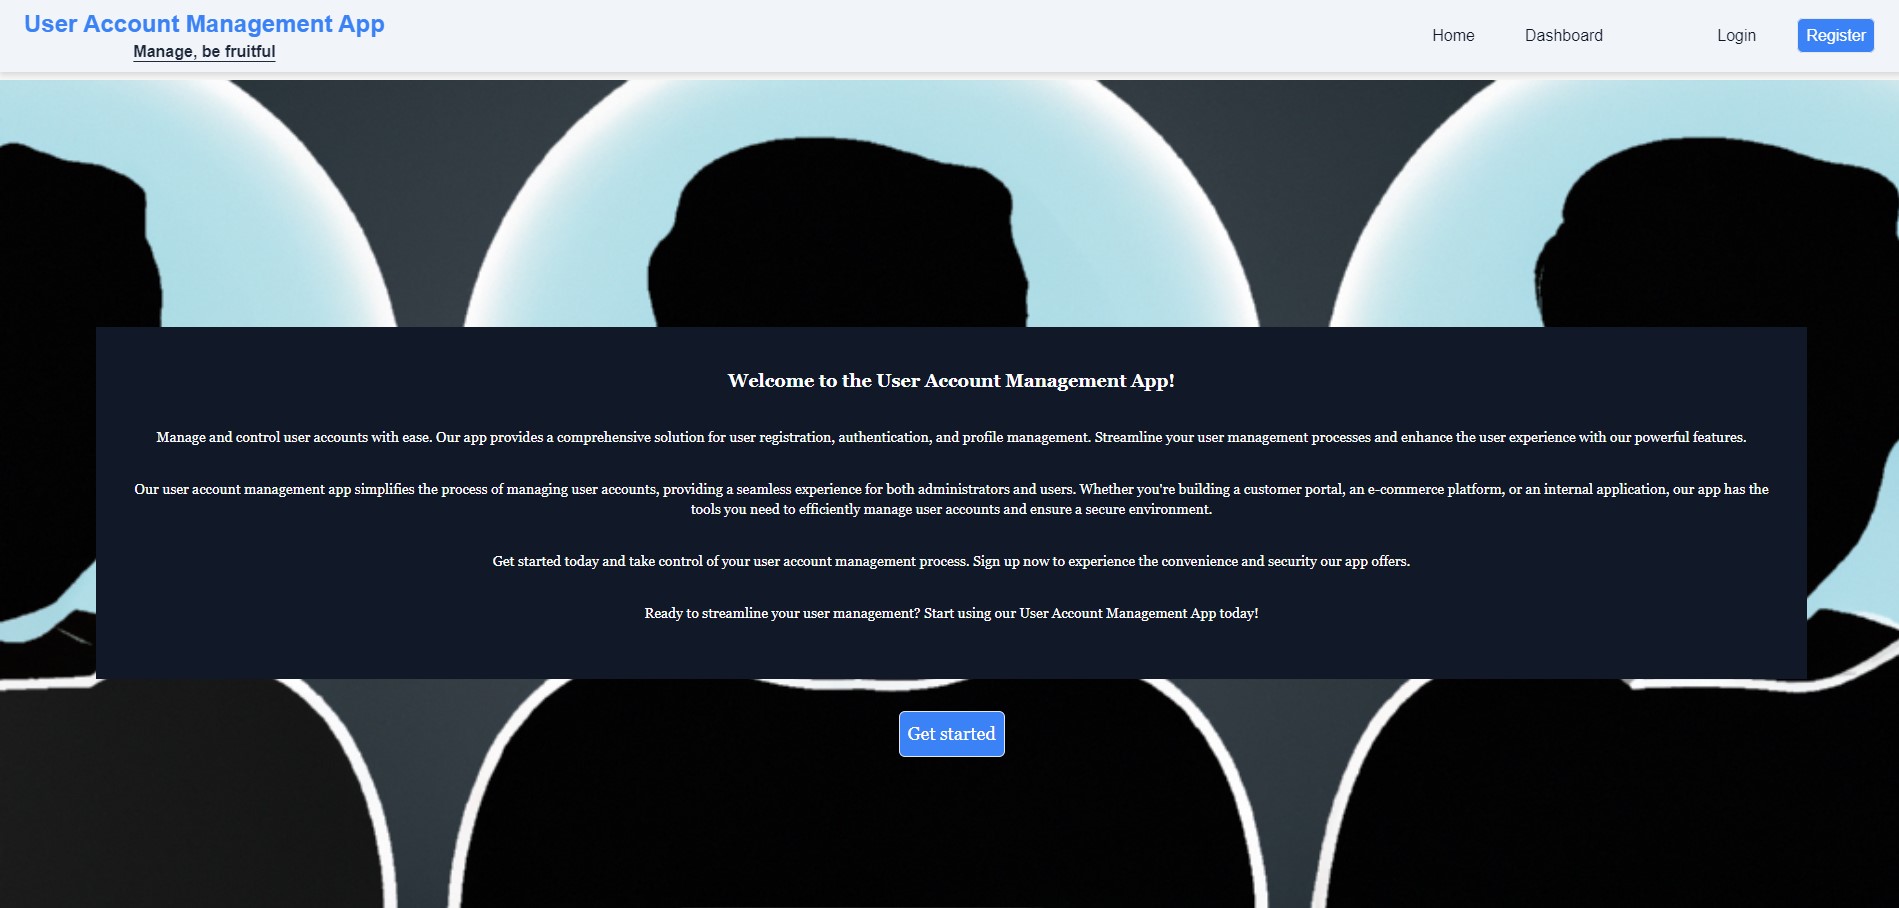 User Account Management App
Manage, be fruitful
Home
Dashboard
Login
Register
Welcome to the User Account Management App!
Manage and control user accounts with ease. Our app provides a comprehensive solution for user registration, authentication, and profile management. Streamline your user management processes and enhance the user experience with our powerful features.
Our user account management app simplifies the process of managing user accounts, providing a seamless experience for both administrators and users. Whether you're building a customer portal, an e-commerce platform, or an internal application, our app has the
tools you need to efficiently manage user accounts and ensure a secure environment.
Get started today and take control of your user account management process. Sign up now to experience the convenience and security our app offers.
Ready to streamline your user management? Start using our User Account Management App today!
Get started